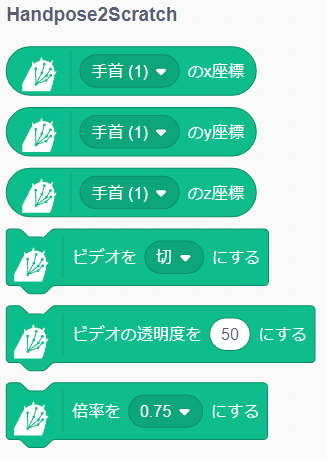 Handpose2Scratch
手首 (1) のx座標
手首 (1) のy座標
手首 (1) のz座標
ビデオを 切 にする
ビデオの透明度を 50 にする
倍率を 0.75 にする